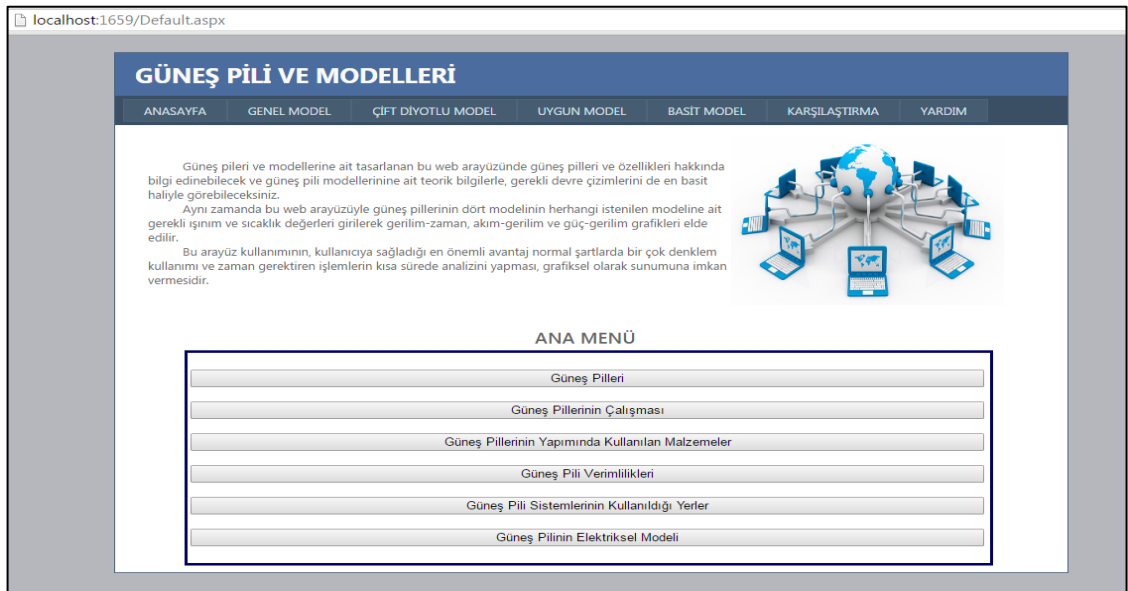 localhost:1659/Default.aspx
GÜNEŞ PİLİ VE MODELLERİ
ANASAYFA GENEL MODEL ÇİFT DİYOTLU MODEL UYGUN MODEL BASİT MODEL KARŞILAŞTIRMA YARDIM
Güneş pileri ve modellerine ait tasarlanan bu web arayüzünde güneş pilleri ve özellikleri hakkında
bilgi edinebilecek ve güneş pili modellerinine ait teorik bilgilerle, gerekli devre çizimlerini de en basit
haliyle görebileceksiniz.
Aynı zamanda bu web arayüzüyle güneş pillerinin dört modelinin herhangi istenilen modeline ait
gerekli ışınım ve sıcaklık değerleri girilerek gerilim-zaman, akım-gerilim ve güç-gerilim grafikleri elde
edilir.
Bu arayüz kullanımının, kullanıcıya sağladığı en önemli avantaj normal şartlarda bir çok denklem
kullanımı ve zaman gerektiren işlemlerin kısa sürede analizini yapması, grafiksel olarak sunumuna imkan
vermesidir.
ANA MENÜ
Güneş Pilleri
Güneş Pillerinin Çalışması
Güneş Pillerinin Yapımında Kullanılan Malzemeler
Güneş Pili Verimlilikleri
Güneş Pili Sistemlerinin Kullanıldığı Yerler
Güneş Pilinin Elektriksel Modeli